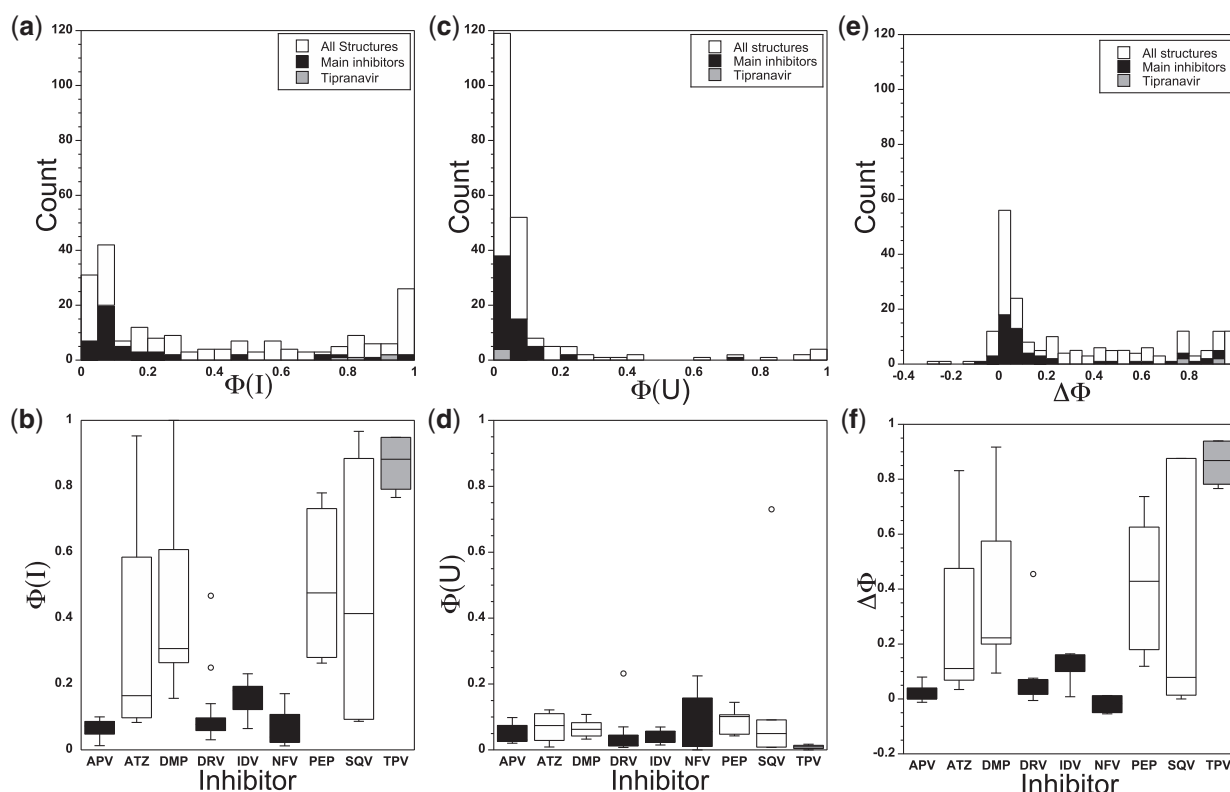 (a)
120
100
80
60
40
20
0
Count
All Structures
Main inhibitors
Tipranavir
0 0.2 0.4 0.6 0.8 1
Φ(I)
(c)
120
100
80
60
40
20
0
Count
All structures
Main inhibitors
Tipranavir
0 0.2 0.4 0.6 0.8 1
Φ(U)
(e)
120
100
80
60
40
20
0
Count
All structures
Main inhibitors
Tipranavir
-0.4 -0.2 0 0.2 0.4 0.6 0.8
ΔΦ
(b)
1
0.8
0.6
0.4
0.2
0
Φ(I)
APV ATZ DMP DRV IDV NFV PEP SQV TPV
Inhibitor
(d)
1
0.8
0.6
0.4
0.2
0
Φ(U)
APV ATZ DMP DRV IDV NFV PEP SQV TPV
Inhibitor
(f)
1
0.8
0.6
0.4
0.2
0
-0.2
ΔΦ
APV ATZ DMP DRV IDV NFV PEP SQV TPV
Inhibitor